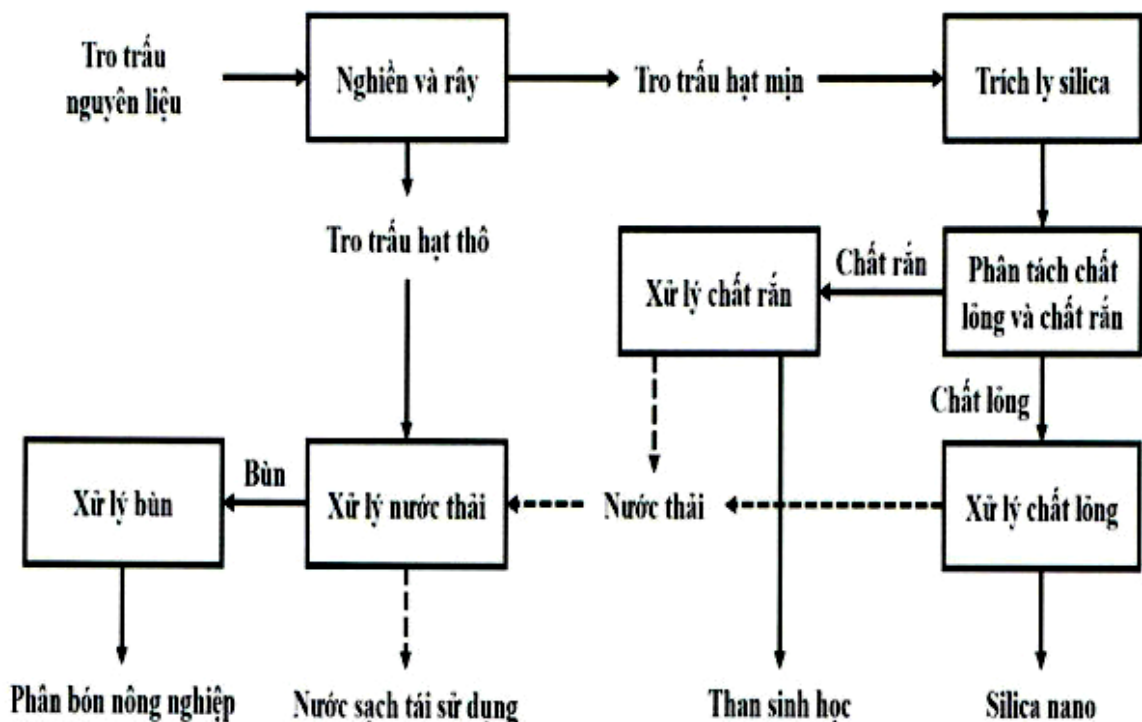 Tro trấu
nguyên liệu
Nghiền và rây
Tro trấu hạt mịn
Trích ly silica
Tro trấu hạt thô
Xử lý chất rắn
Chất rắn
Phân tách chất
lỏng và chất rắn
Chất lỏng
Xử lý bùn
Bùn
Xử lý nước thải
Nước thải
Xử lý chất lỏng
Phân bón nông nghiệp
Nước sạch tái sử dụng
Than sinh học
Silica nano